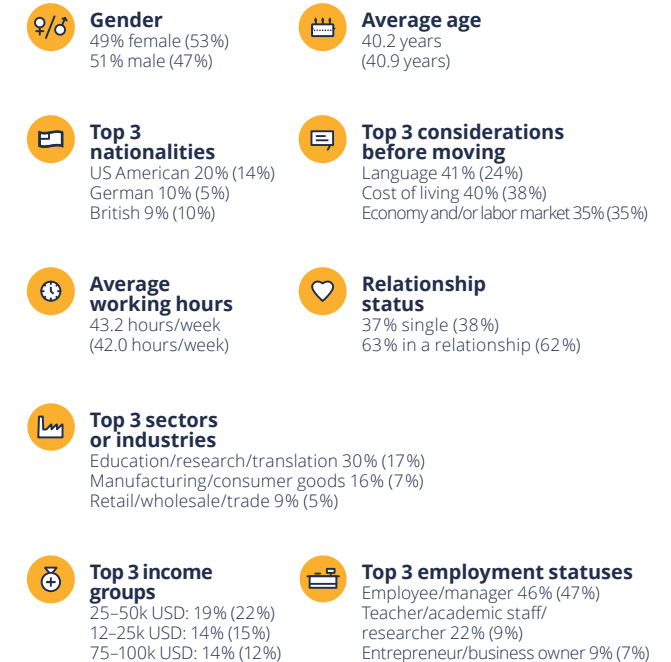 Gender
49% female (53%)
51% male (47%)
Average age
40.2 years
(40.9 years)
Top 3
nationalities
US American 20% (14%)
German 10% (5%)
British 9% (10%)
Top 3 considerations
before moving
Language 41% (24%)
Cost of living 40% (38%)
Economy and/or labor market 35% (35%)
Average
working hours
43.2 hours/week
(42.0 hours/week)
Relationship
status
37% single (38%)
63% in a relationship (62%)
Top 3 sectors
or industries
Education/research/translation 30% (17%)
Manufacturing/consumer goods 16% (7%)
Retail/wholesale/trade 9% (5%)
Top 3 income
groups
25–50k USD: 19% (22%)
12–25k USD: 14% (15%)
75–100k USD: 14% (12%)
Top 3 employment statuses
Employee/manager 46% (47%)
Teacher/academic staff/
researcher 22% (9%)
Entrepreneur/business owner 9% (7%)